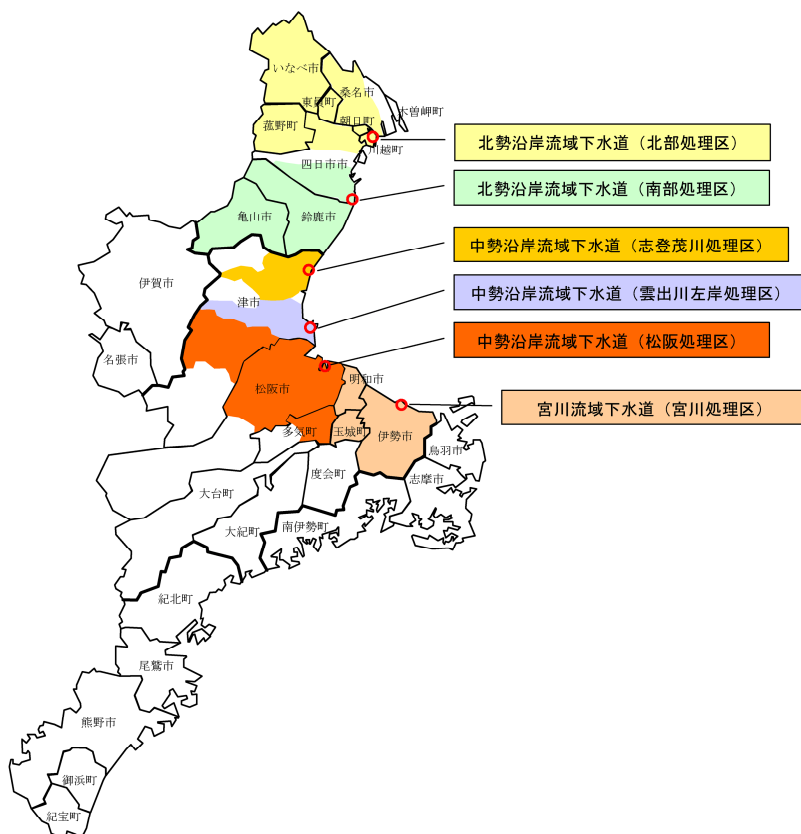 いなべ市
桑名市
東員町
木曽岬町
朝日町
菰野町
川越町
北勢沿岸流域下水道（北部処理区）
四日市市
北勢沿岸流域下水道（南部処理区）
亀山市
鈴鹿市
中勢沿岸流域下水道（志登茂川処理区）
伊賀市
津市
中勢沿岸流域下水道（雲出川左岸処理区）
中勢沿岸流域下水道（松阪処理区）
名張市
明和市
松阪市
宮川流域下水道（宮川処理区）
多気町
玉城町
伊勢市
鳥羽市
度会町
志摩市
大台町
大紀町
南伊勢町
紀北町
尾鷲市
熊野市
御浜町
紀宝町